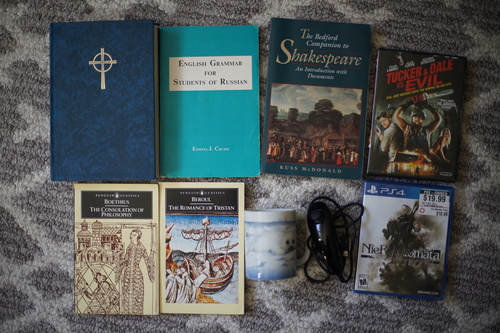 ENGLISH GRAMMAR
FOR
STUDENTS OF RUSSIAN
EDWINA J. CRUISE
The Bedford
Companion to
Shakespeare
An Introduction with
Documents
RUSS McDONALD
TUCKER & DALE
VS. EVIL
PENGUIN CLASSICS
BOETHIUS
THE CONSOLATION OF
PHILOSOPHY
PENGUIN CLASSICS
BEROUL
THE ROMANCE OF TRISTAN
PS4
$19.99
NieR:Automata